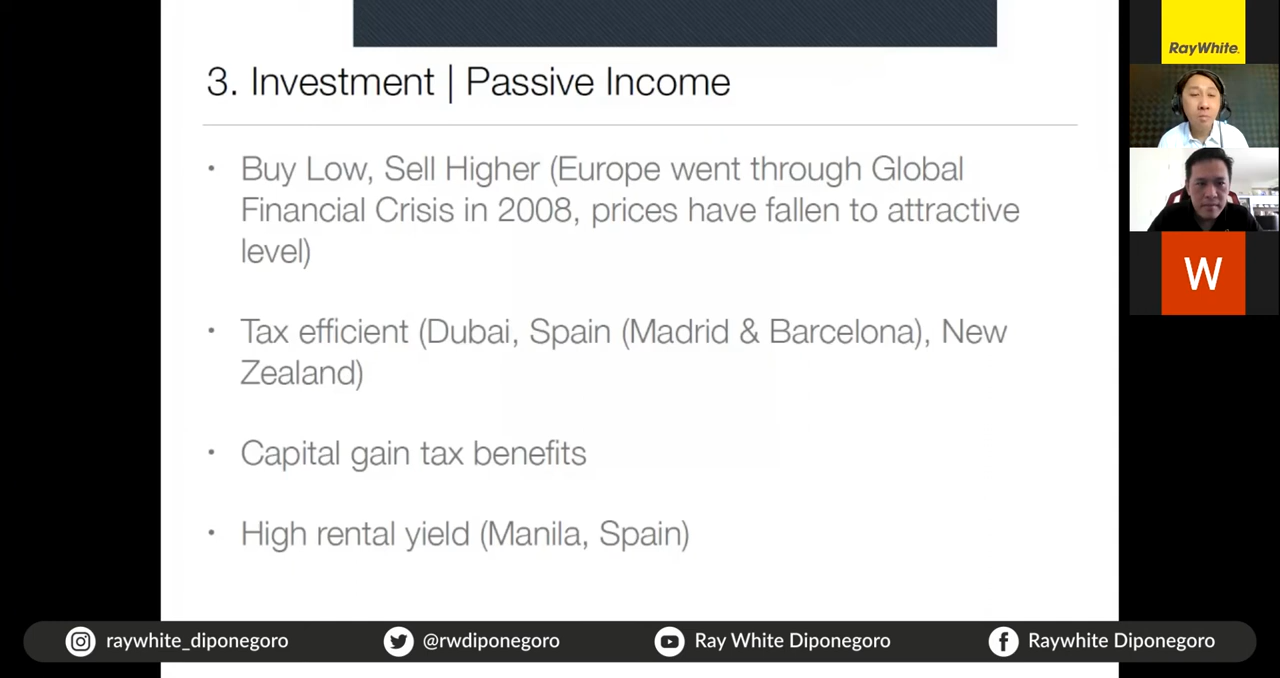 3. Investment | Passive Income
• Buy Low, Sell Higher (Europe went through Global
Financial Crisis in 2008, prices have fallen to attractive
level)
• Tax efficient (Dubai, Spain (Madrid & Barcelona), New
Zealand)
• Capital gain tax benefits
• High rental yield (Manila, Spain)
RayWhite.
W
raywhite_diponegoro
@rwdiponegoro
Ray White Diponegoro
Raywhite Diponegoro